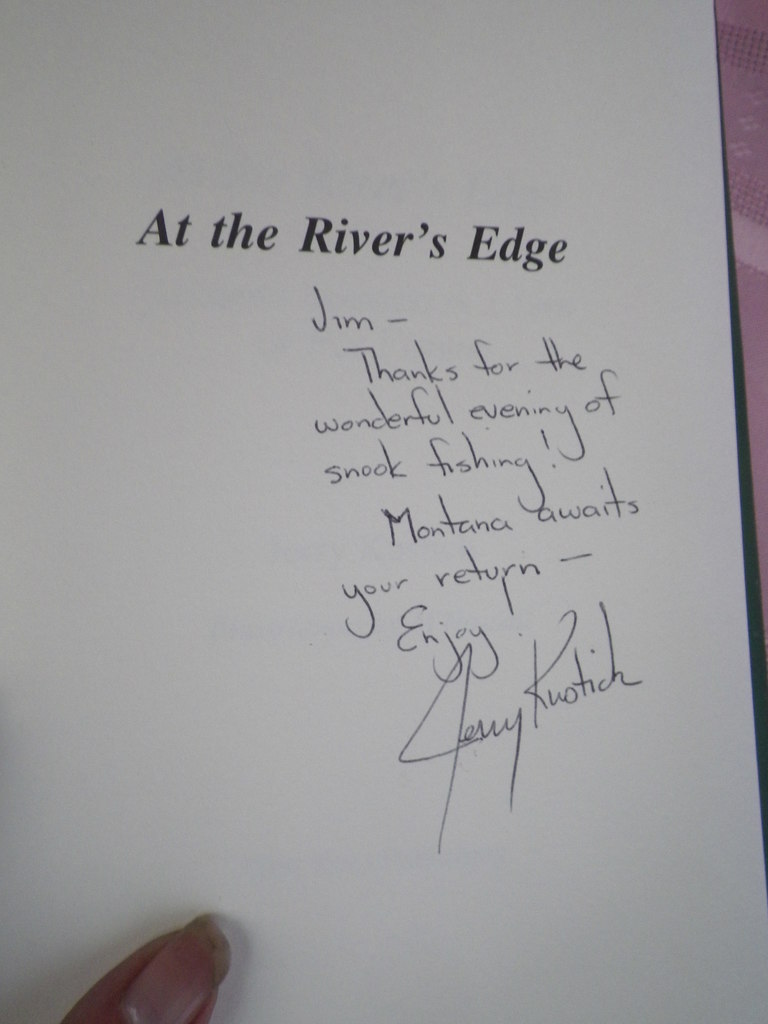 At the River's Edge
Jim –
Thanks for the
wonderful evening of
snook fishing!
Montana awaits
your return –
Enjoy!
Jerry Kustich